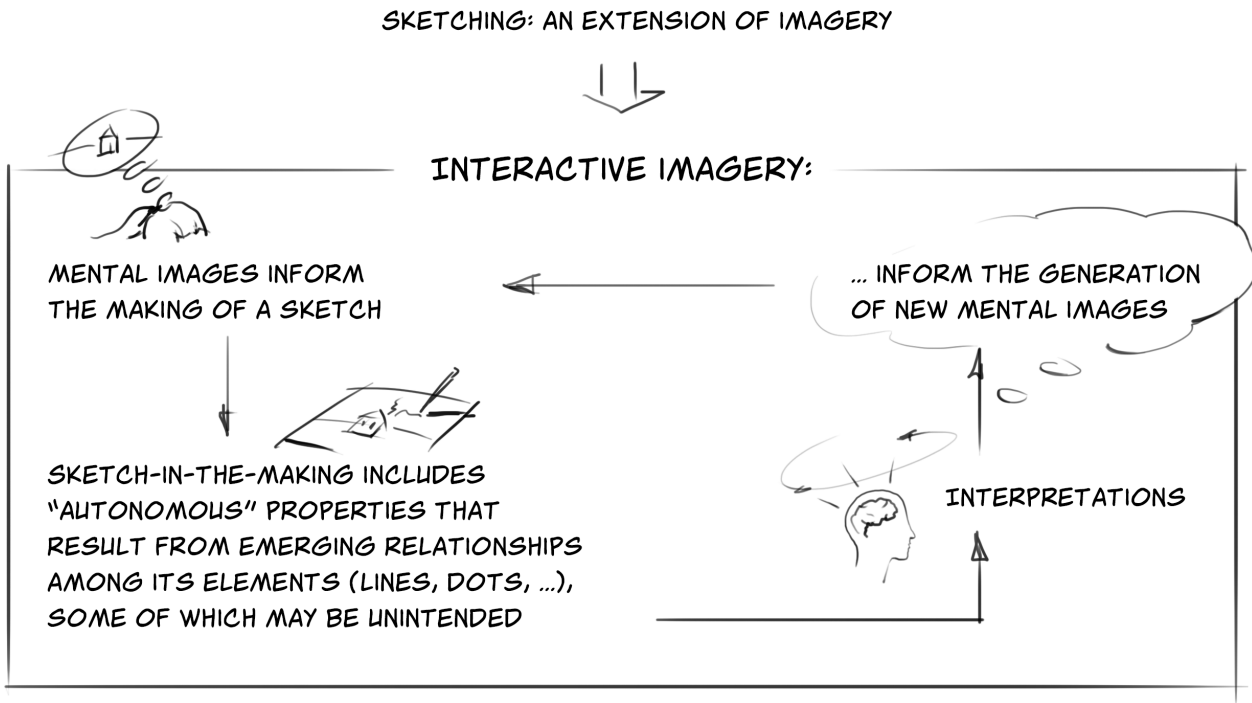 SKETCHING: AN EXTENSION OF IMAGERY
INTERACTIVE IMAGERY:
MENTAL IMAGES INFORM
THE MAKING OF A SKETCH
... INFORM THE GENERATION
OF NEW MENTAL IMAGES
SKETCH-IN-THE-MAKING INCLUDES
"AUTONOMOUS" PROPERTIES THAT
RESULT FROM EMERGING RELATIONSHIPS
AMONG ITS ELEMENTS (LINES, DOTS, ...),
SOME OF WHICH MAY BE UNINTENDED
INTERPRETATIONS